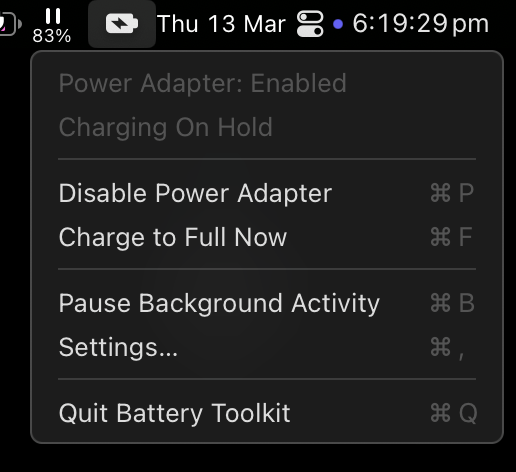 83%
Thu 13 Mar 6:19:29 pm
Power Adapter: Enabled
Charging On Hold
Disable Power Adapter ⌘ P
Charge to Full Now ⌘ F
Pause Background Activity ⌘ B
Settings... ⌘ ,
Quit Battery Toolkit ⌘ Q